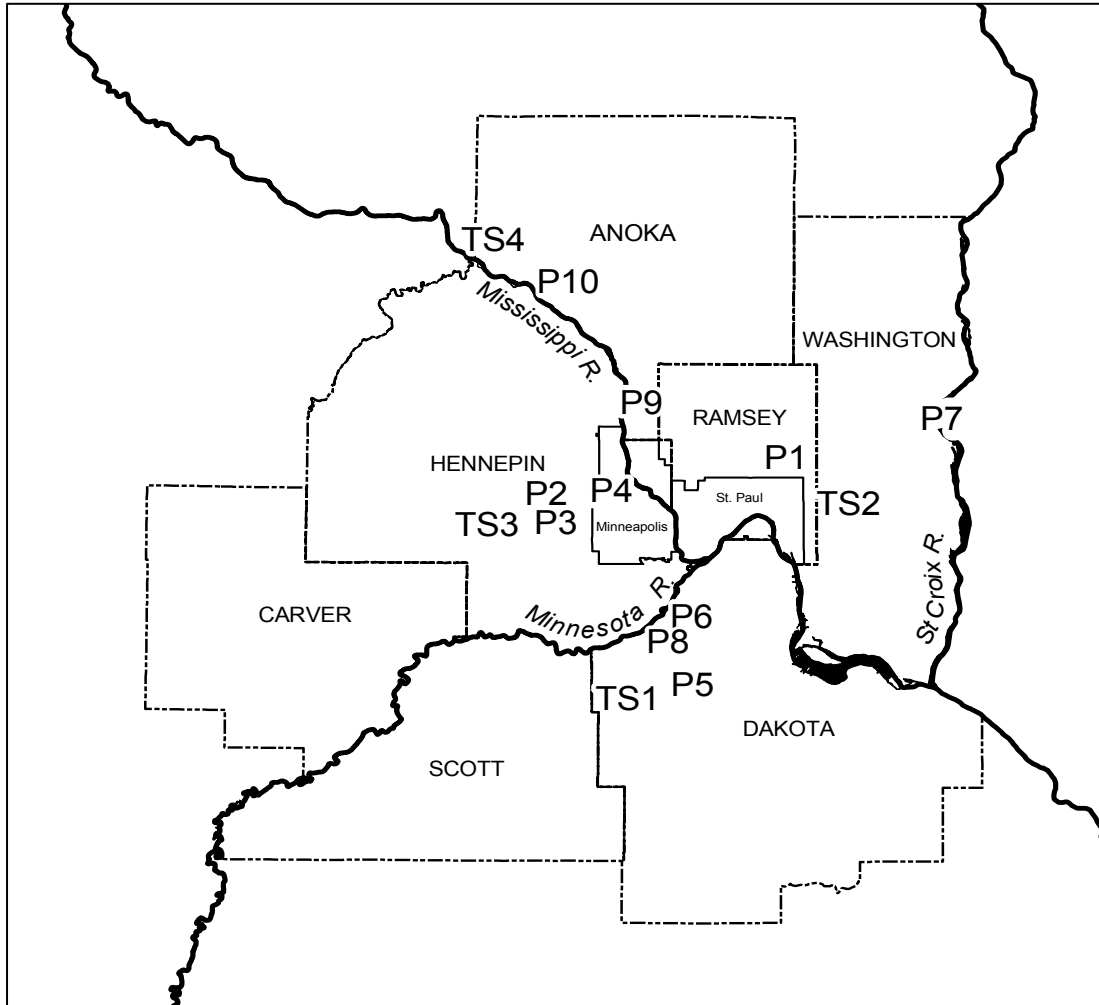 ANOKA
TS4
P10
Mississippi R.
WASHINGTON
P9
RAMSEY
P7
HENNEPIN
P1
P2
P4
St. Paul
TS2
TS3
P3
Minneapolis
St Croix R.
CARVER
Minnesota R.
P6
P8
P5
TS1
DAKOTA
SCOTT